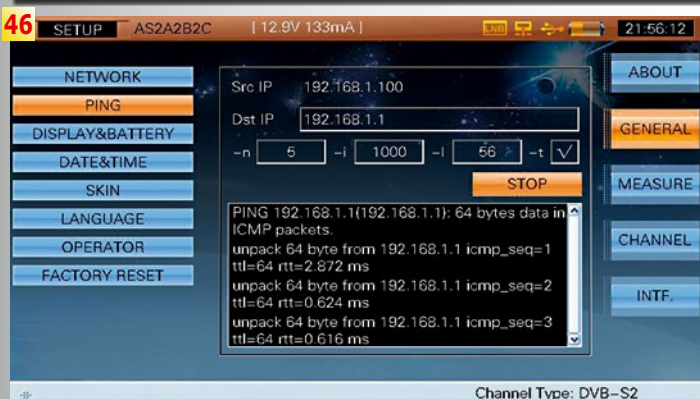 46
SETUP AS2A2B2C [ 12.9V 133mA ] LNB 21:56:12
NETWORK
PING
DISPLAY&BATTERY
DATE&TIME
SKIN
LANGUAGE
OPERATOR
FACTORY RESET
Src IP 192.168.1.100
Dst IP 192.168.1.1
-n 5 -i 1000 -l 56 -t
STOP
PING 192.168.1.1(192.168.1.1): 64 bytes data in
ICMP packets.
unpack 64 byte from 192.168.1.1 icmp_seq=1
ttl=64 rtt=2.872 ms
unpack 64 byte from 192.168.1.1 icmp_seq=2
ttl=64 rtt=0.624 ms
unpack 64 byte from 192.168.1.1 icmp_seq=3
ttl=64 rtt=0.616 ms
ABOUT
GENERAL
MEASURE
CHANNEL
INTF.
Channel Type: DVB-S2